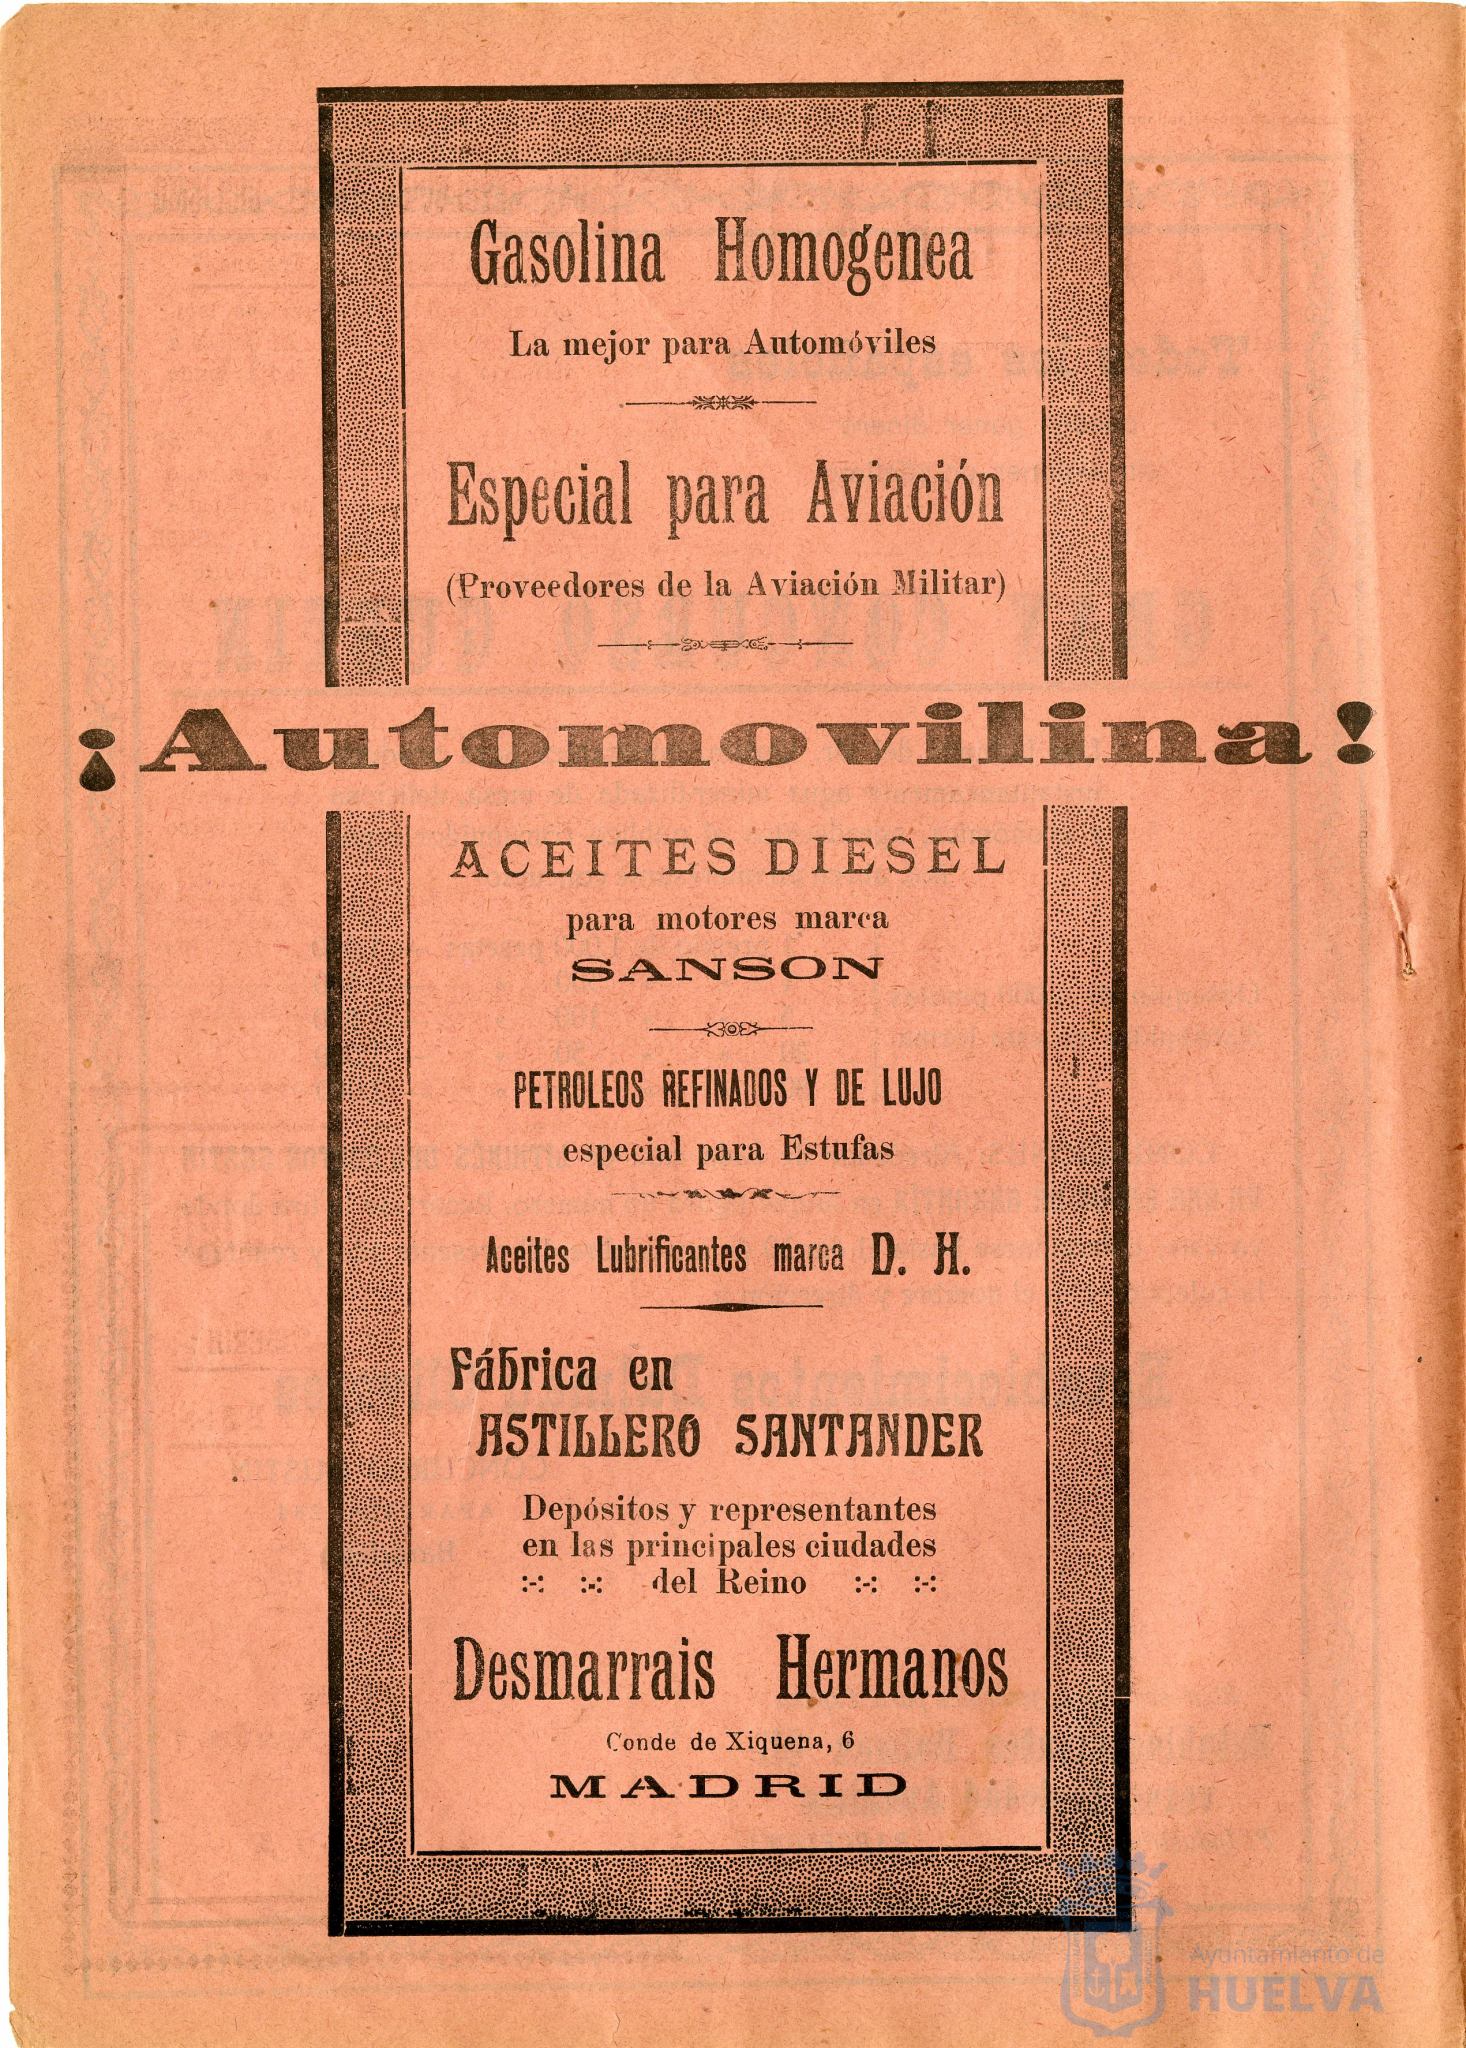 Gasolina Homogenea
La mejor para Automóviles
Especial para Aviación
(Proveedores de la Aviación Militar)
¡Automovilina!
ACEITES DIESEL
para motores marca
SANSON
PETROLEOS REFINADOS Y DE LUJO
especial para Estufas
Aceites Lubrificantes marca D. H.
Fábrica en
ASTILLERO SANTANDER
Depósitos y representantes
en las principales ciudades
:-: :-: del Reino :-: :-:
Desmarrais Hermanos
Conde de Xiquena, 6
MADRID
Ayuntamiento de
HUELVA